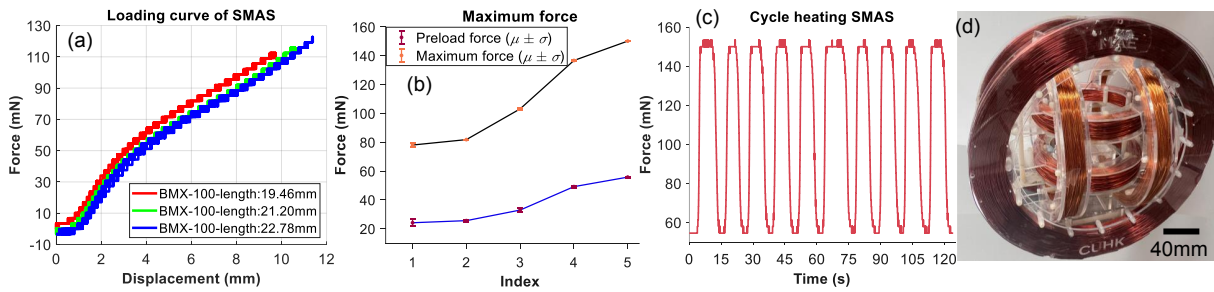 Loading curve of SMAS
(a)
130
110
90
70
50
30
10
-10
Force (mN)
BMX-100-length:19.46mm
BMX-100-length:21.20mm
BMX-100-length:22.78mm
0 2 4 6 8 10 12 14
Displacement (mm)
Maximum force
Preload force (μ ± σ)
Maximum force (μ ± σ)
(b)
160
140
120
100
80
60
40
20
Force (mN)
1 2 3 4 5
Index
(c)
Cycle heating SMAS
160
140
120
100
80
60
Force (mN)
0 15 30 45 60 75 90 105 120
Time (s)
(d)
MAE
CUHK
40mm